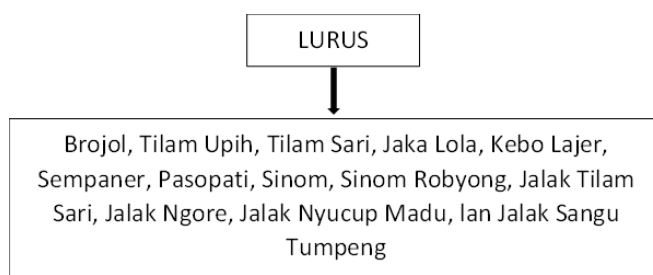 LURUS
Brojol, Tilam Upih, Tilam Sari, Jaka Lola, Kebo Lajer,
Sempaner, Pasopati, Sinom, Sinom Robyong, Jalak Tilam
Sari, Jalak Ngore, Jalak Nyucup Madu, lan Jalak Sangu
Tumpeng